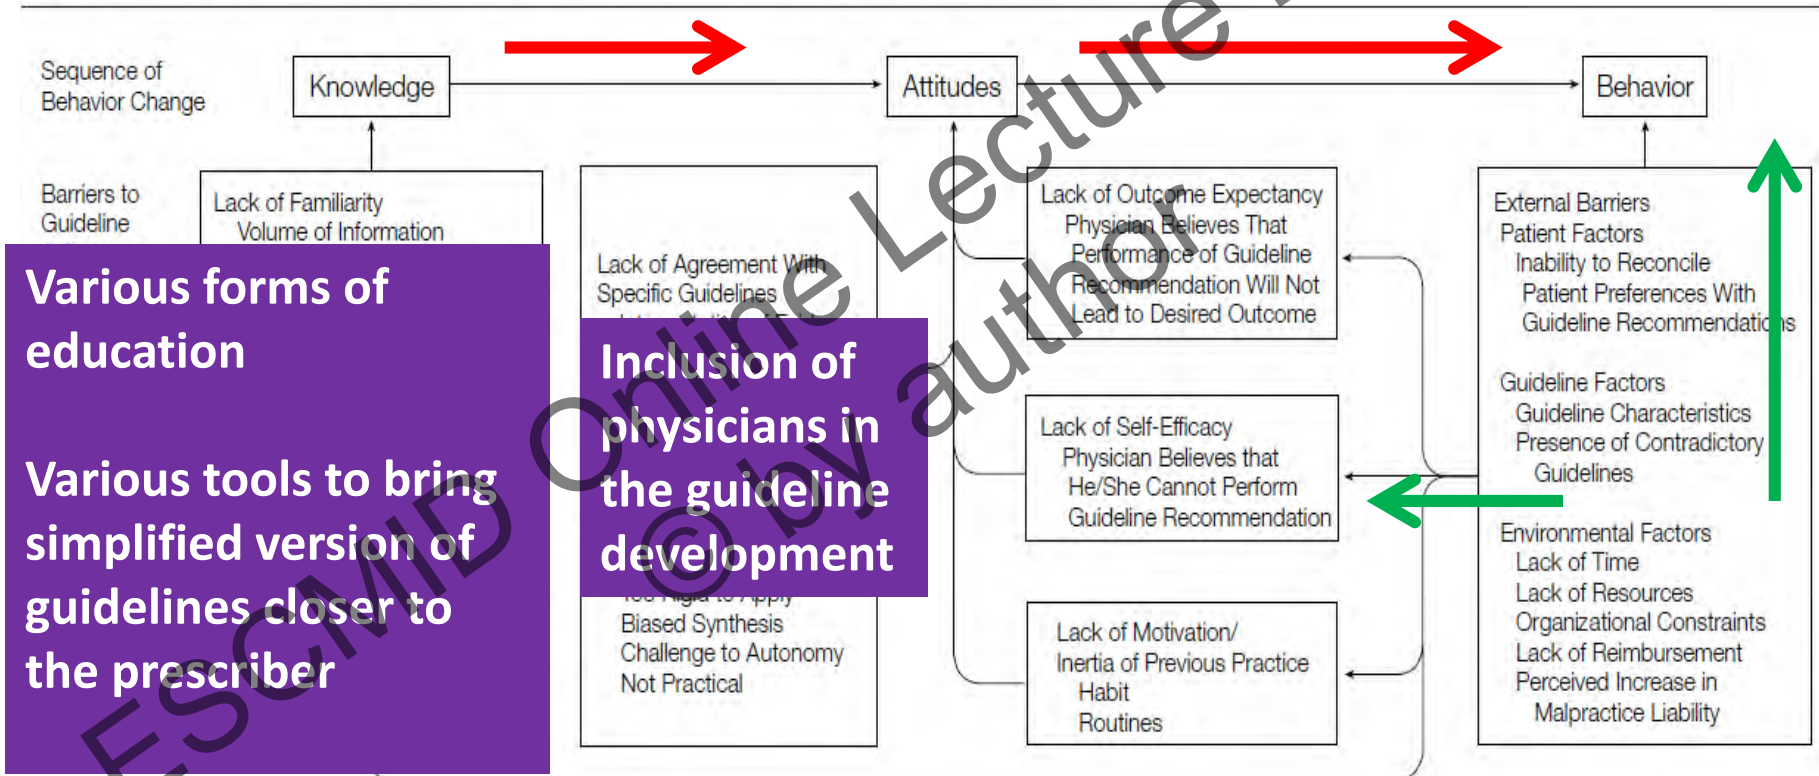 Sequence of
Behavior Change
Knowledge
Attitudes
Behavior
Barriers to
Guideline
Lack of Familiarity
Volume of Information
Various forms of
education
Various tools to bring
simplified version of
guidelines closer to
the prescriber
Lack of Agreement With
Specific Guidelines
Inclusion of
physicians in
the guideline
development
Too Rigid to Apply
Biased Synthesis
Challenge to Autonomy
Not Practical
Lack of Outcome Expectancy
Physician Believes That
Performance of Guideline
Recommendation Will Not
Lead to Desired Outcome
Lack of Self-Efficacy
Physician Believes that
He/She Cannot Perform
Guideline Recommendation
Lack of Motivation/
Inertia of Previous Practice
Habit
Routines
External Barriers
Patient Factors
Inability to Reconcile
Patient Preferences With
Guideline Recommendations
Guideline Factors
Guideline Characteristics
Presence of Contradictory
Guidelines
Environmental Factors
Lack of Time
Lack of Resources
Organizational Constraints
Lack of Reimbursement
Perceived Increase in
Malpractice Liability
ESCMID Online Lecture
© by author